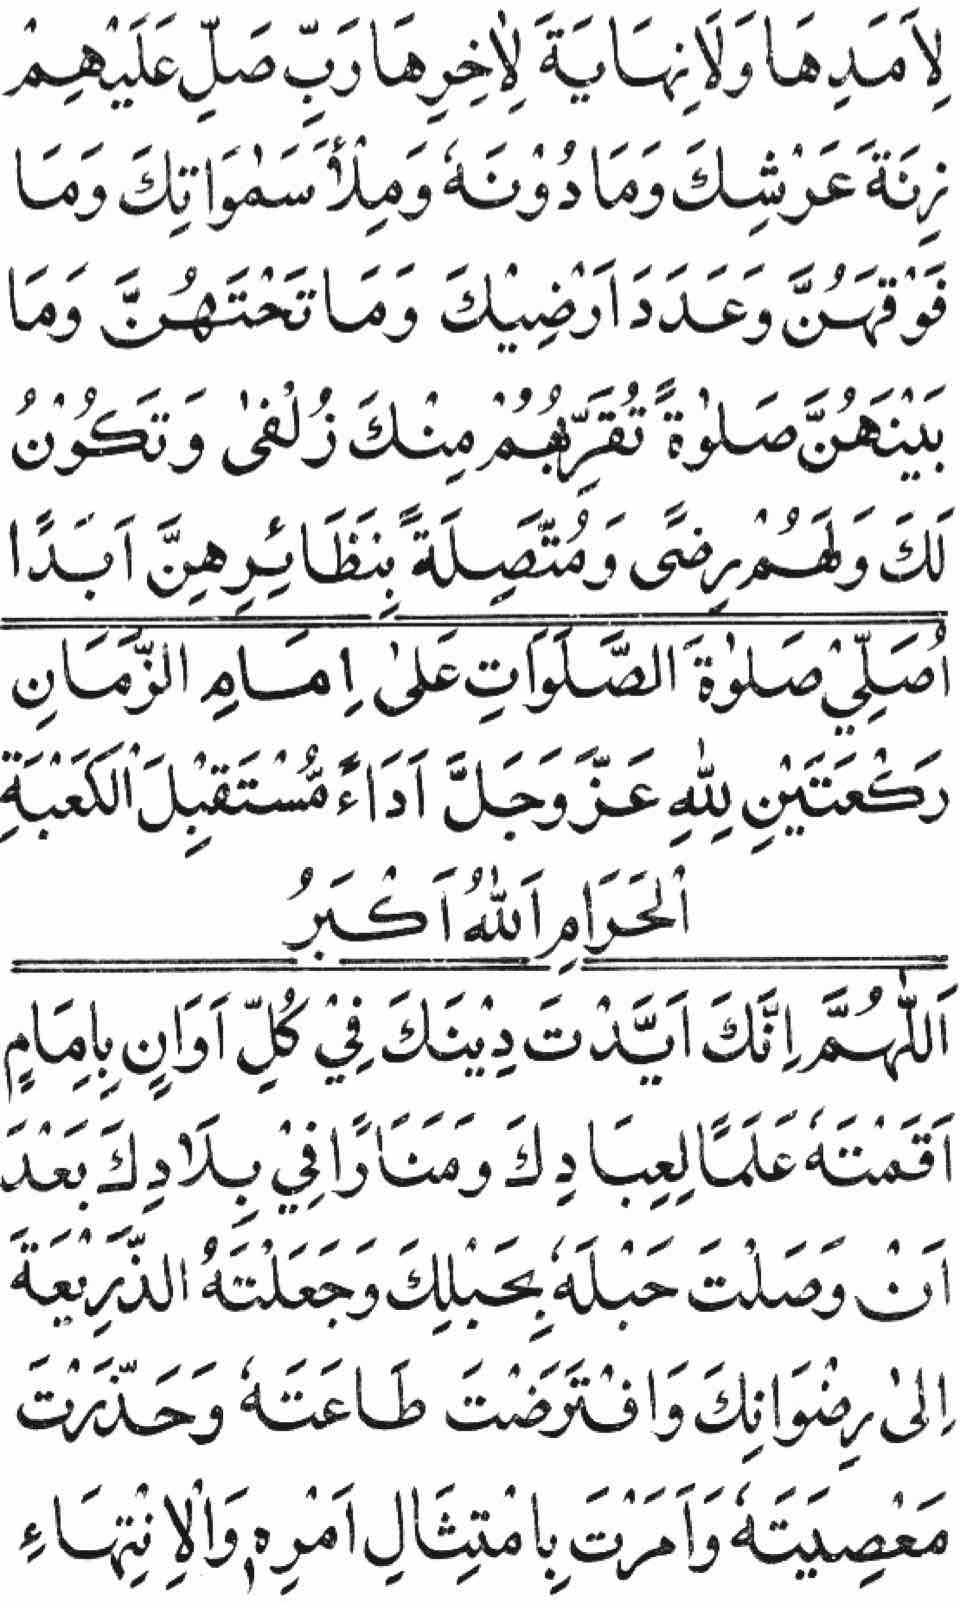 لِاَمَدِهَا وَلَا نِهَايَةَ لِاٰخِرِهَا رَبِّ صَلِّ عَلَيْهِمْ
زِنَةَ عَرْشِكَ وَمَا دُوْنَهٗ وَمِلْأَ سَمٰوَاتِكَ وَمَا
فَوْقَهُنَّ وَعَدَدَ اَرَضِيْكَ وَمَا تَحْتَهُنَّ وَمَا
بَيْنَهُنَّ صَلٰوةً تُقَرِّبُهُمْ مِنْكَ زُلْفٰى وَتَكُوْنُ
لَكَ وَلَهُمْ رِضًى وَمُتَّصِلَةً بِنَظَائِرِهِنَّ اَبَدًا
اُصَلِّيْ صَلٰوةَ الصَّلَوَاتِ عَلٰى اِمَامِ الزَّمَانِ
رَكْعَتَيْنِ لِلّٰهِ عَزَّ وَجَلَّ اَدَاءً مُّسْتَقْبِلَ الْكَعْبَةِ
الْحَرَامِ اَللّٰهُ اَكْبَرُ
اَللّٰهُمَّ اِنَّكَ اَيَّدْتَ دِيْنَكَ فِيْ كُلِّ اَوَانٍ بِاِمَامٍ
اَقَمْتَهٗ عَلَمًا لِعِبَادِكَ وَمَنَارًا فِيْ بِلَادِكَ بَعْدَ
اَنْ وَصَلْتَ حَبْلَهٗ بِحَبْلِكَ وَجَعَلْتَهُ الذَّرِيْعَةَ
اِلٰى رِضْوَانِكَ وَافْتَرَضْتَ طَاعَتَهٗ وَحَذَّرْتَ
مَعْصِيَتَهٗ وَاَمَرْتَ بِامْتِثَالِ اَمْرِهٖ وَالْاِنْتِهَاءِ